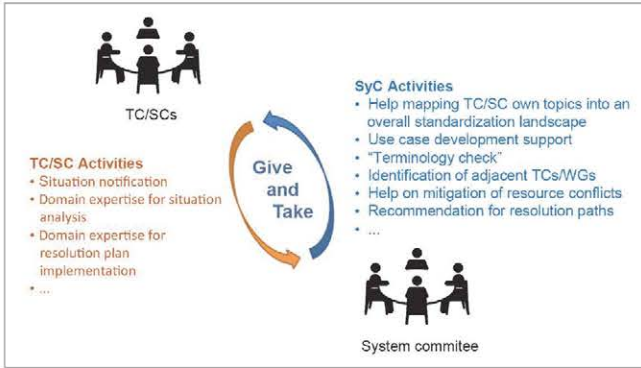 TC/SCs
TC/SC Activities
• Situation notification
• Domain expertise for situation
analysis
• Domain expertise for
resolution plan
implementation
• ...
Give
and
Take
SyC Activities
• Help mapping TC/SC own topics into an
overall standardization landscape
• Use case development support
• “Terminology check”
• Identification of adjacent TCs/WGs
• Help on mitigation of resource conflicts
• Recommendation for resolution paths
• ...
System commitee